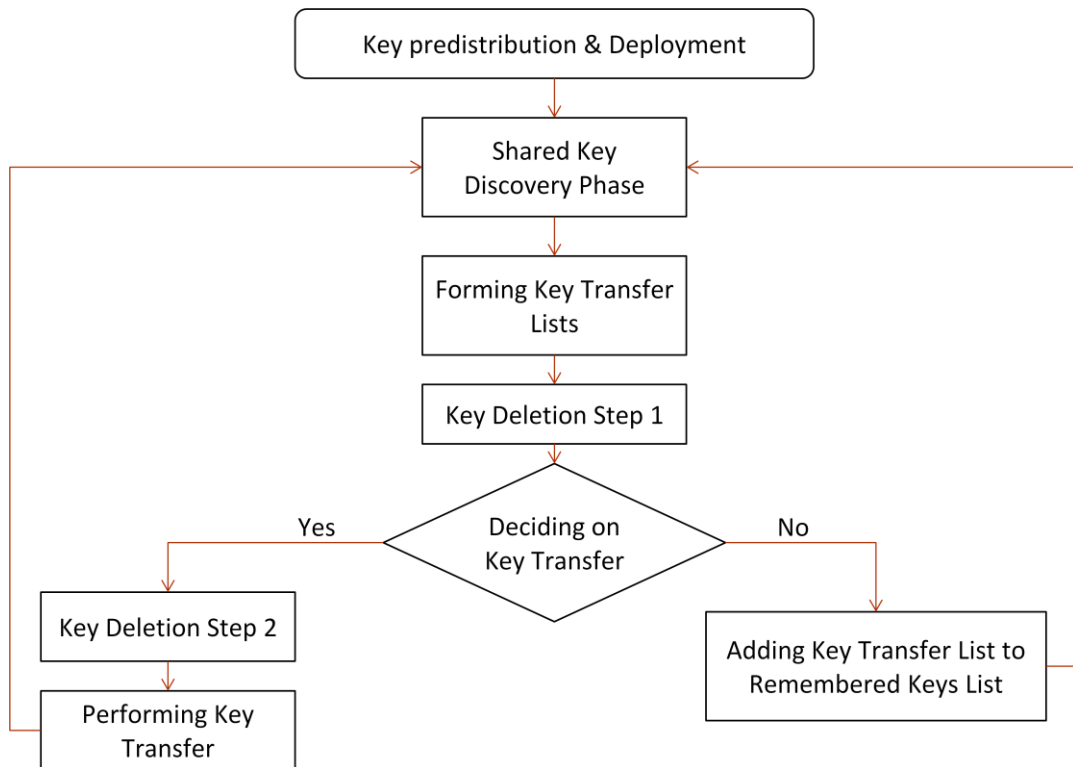 Key predistribution & Deployment
Shared Key
Discovery Phase
Forming Key Transfer
Lists
Key Deletion Step 1
Yes
Deciding on
Key Transfer
No
Key Deletion Step 2
Adding Key Transfer List to
Remembered Keys List
Performing Key
Transfer